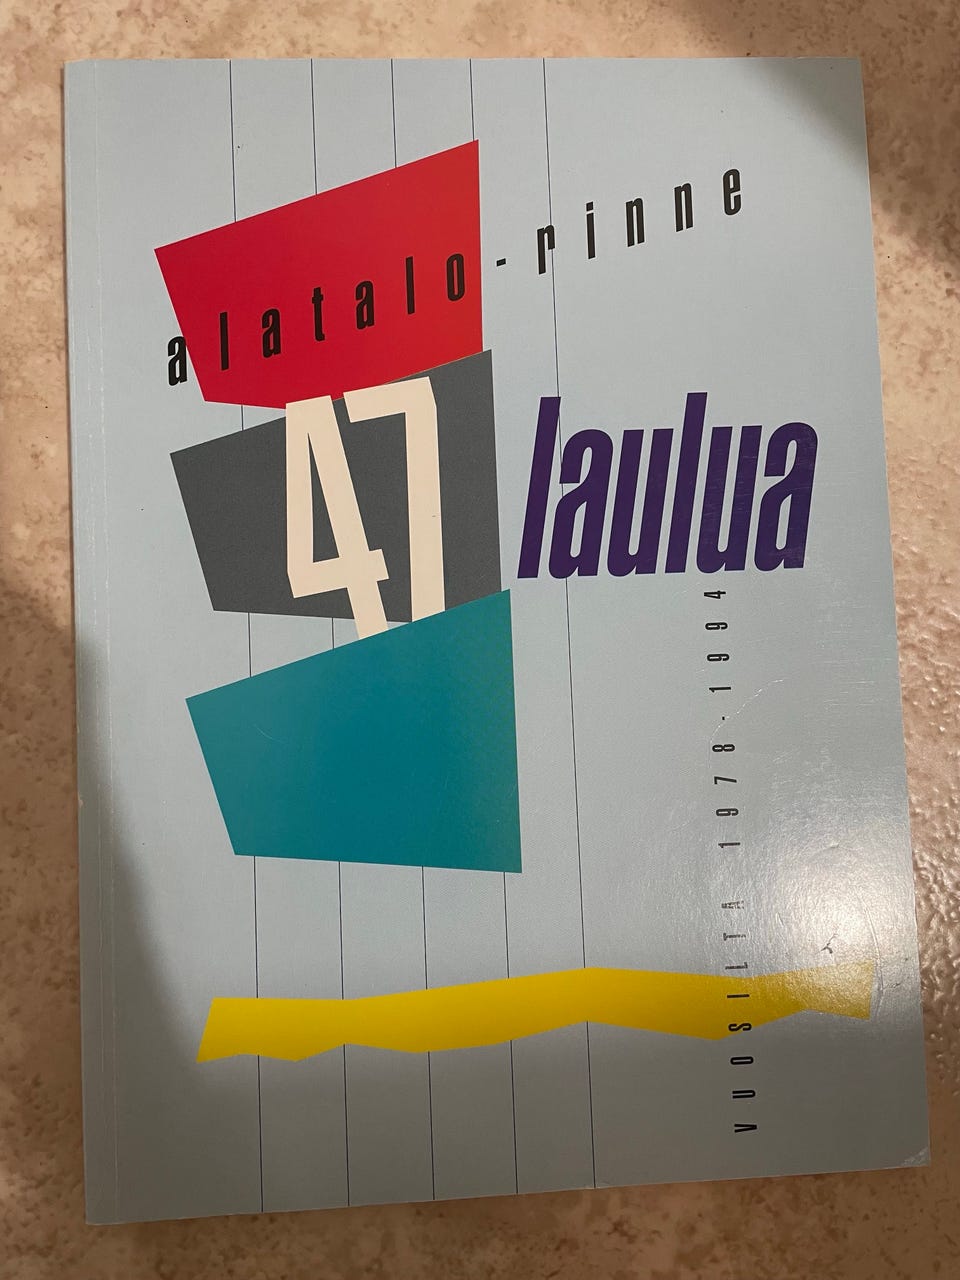 alatalo-rinne
47 laulua
VUOSILTA 1978-1994